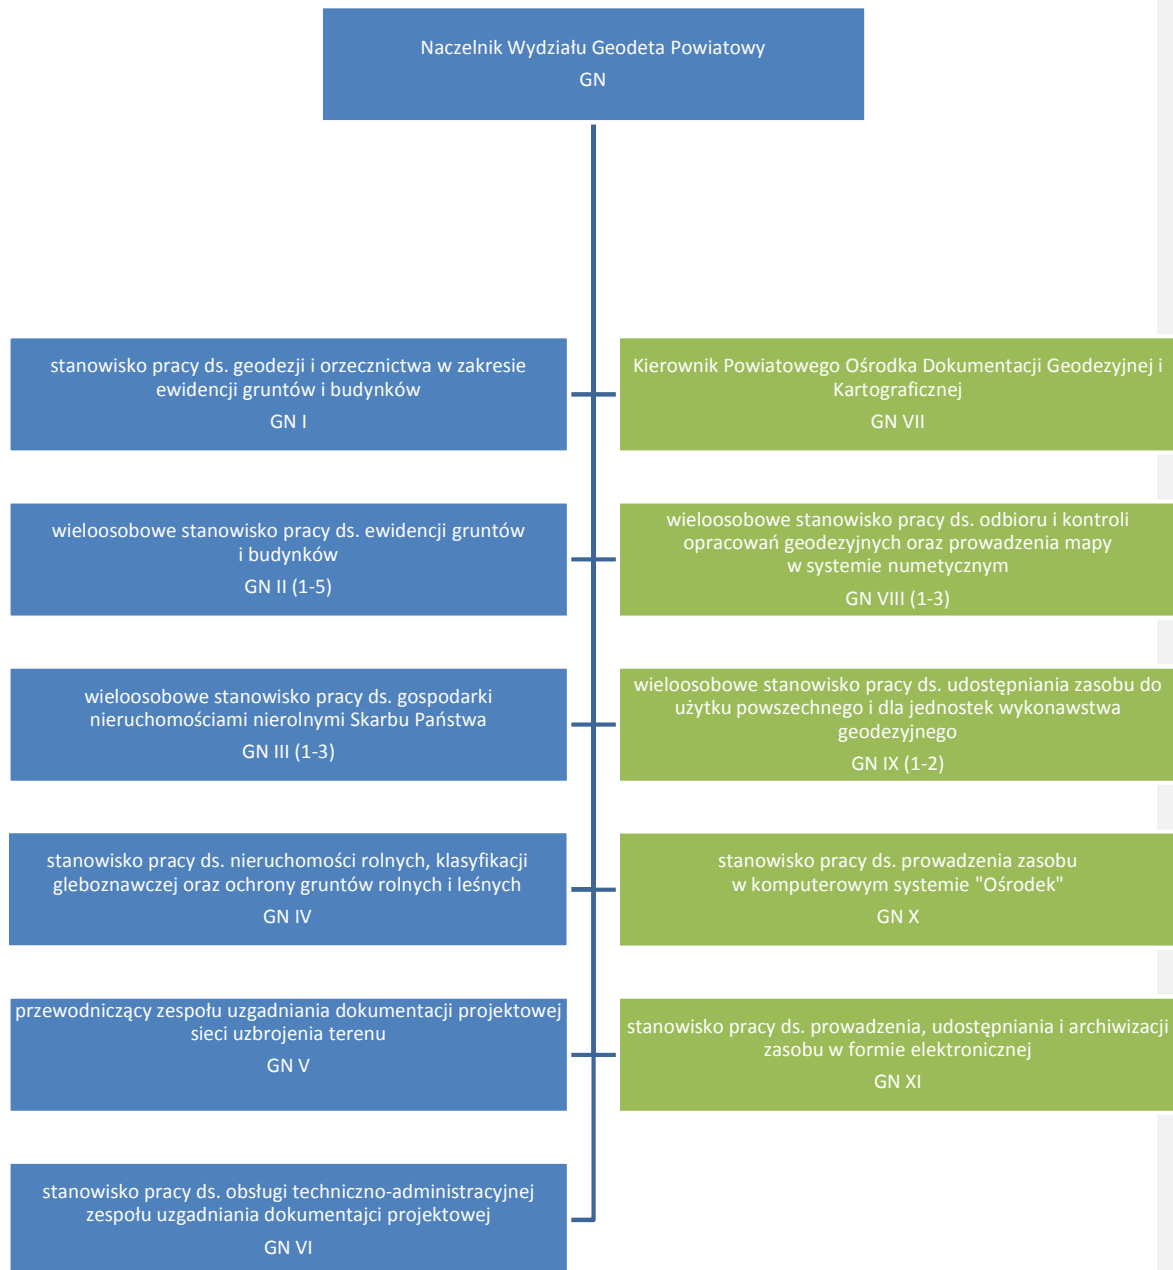 Naczelnik Wydziału Geodeta Powiatowy
GN
stanowisko pracy ds. geodezji i orzecznictwa w zakresie
ewidencji gruntów i budynków
GN I
Kierownik Powiatowego Ośrodka Dokumentacji Geodezyjnej i
Kartograficznej
GN VII
wieloosobowe stanowisko pracy ds. ewidencji gruntów
i budynków
GN II (1-5)
wieloosobowe stanowisko pracy ds. odbioru i kontroli
opracowań geodezyjnych oraz prowadzenia mapy
w systemie numetycznym
GN VIII (1-3)
wieloosobowe stanowisko pracy ds. gospodarki
nieruchomościami nierolnymi Skarbu Państwa
GN III (1-3)
wieloosobowe stanowisko pracy ds. udostępniania zasobu do
użytku powszechnego i dla jednostek wykonawstwa
geodezyjnego
GN IX (1-2)
stanowisko pracy ds. nieruchomości rolnych, klasyfikacji
gleboznawczej oraz ochrony gruntów rolnych i leśnych
GN IV
stanowisko pracy ds. prowadzenia zasobu
w komputerowym systemie "Ośrodek"
GN X
przewodniczący zespołu uzgadniania dokumentacji projektowej
sieci uzbrojenia terenu
GN V
stanowisko pracy ds. prowadzenia, udostępniania i archiwizacji
zasobu w formie elektronicznej
GN XI
stanowisko pracy ds. obsługi techniczno-administracyjnej
zespołu uzgadniania dokumentajci projektowej
GN VI